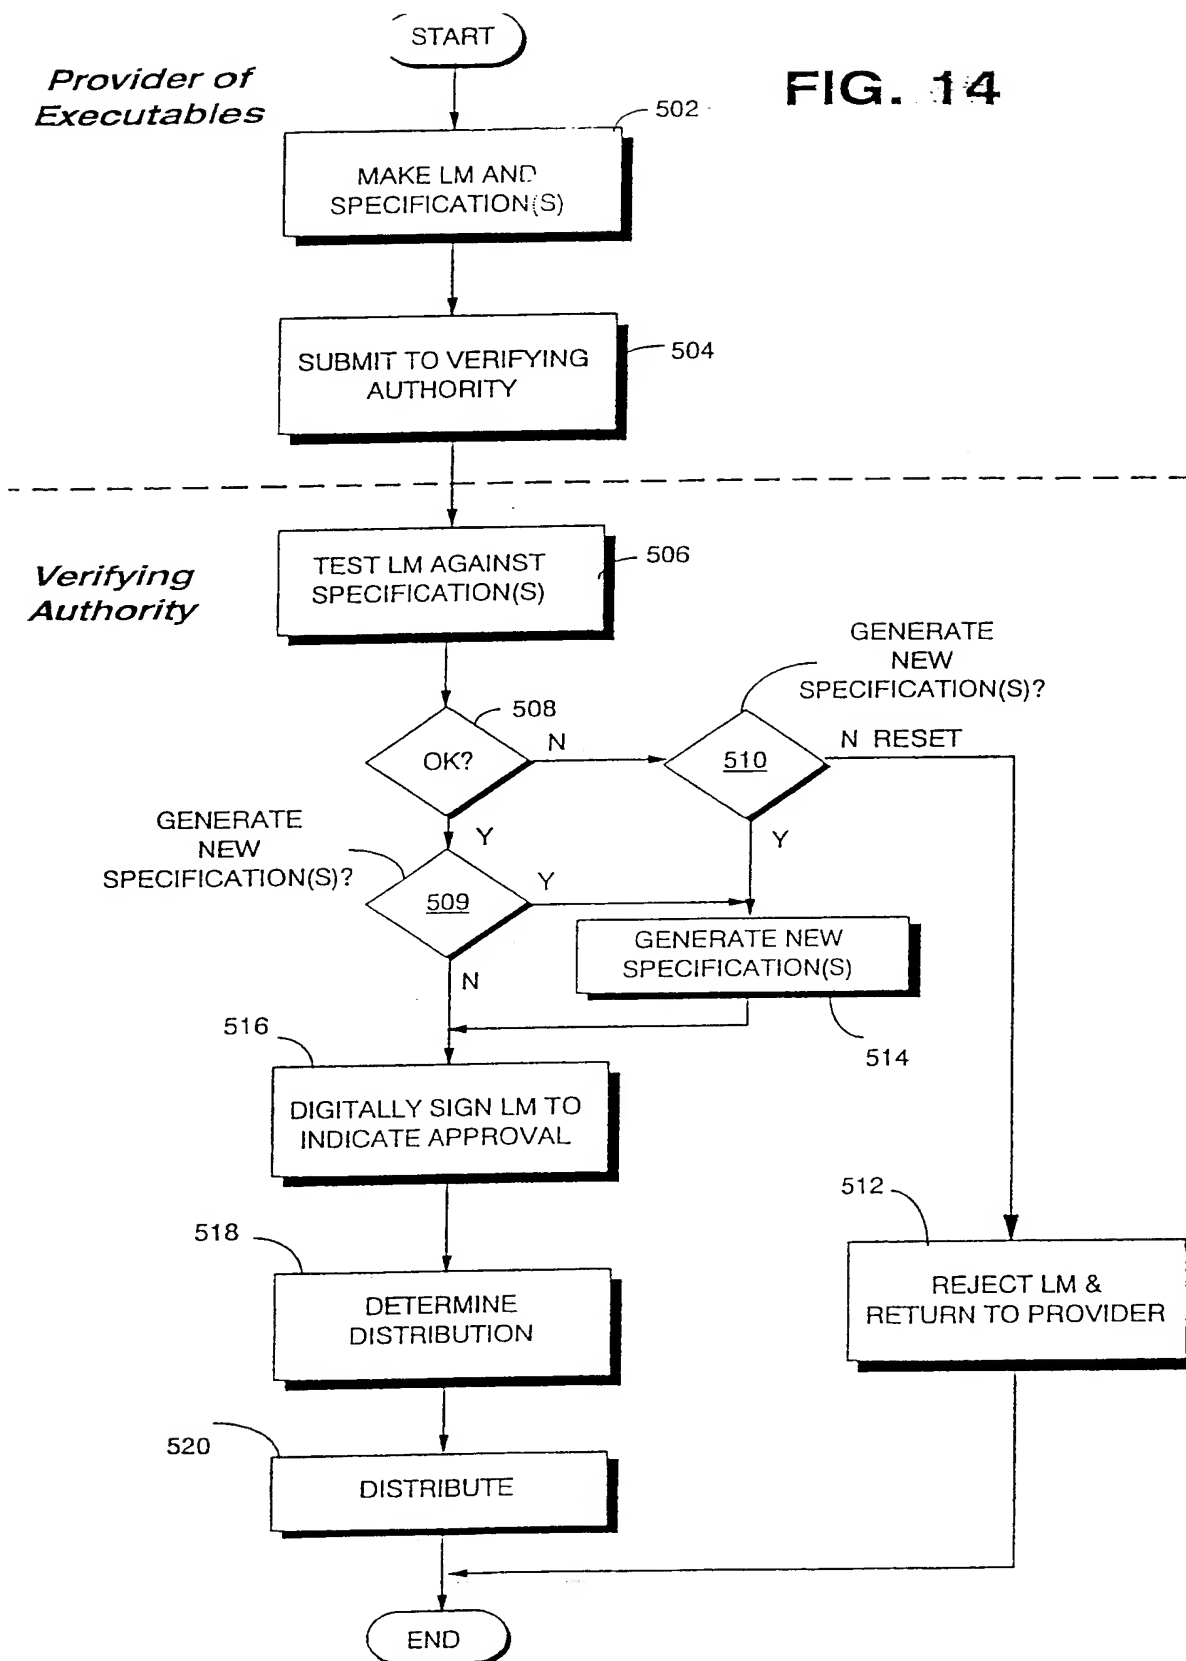 START
Provider of
Executables
FIG. 14
502
MAKE LM AND
SPECIFICATION(S)
SUBMIT TO VERIFYING
AUTHORITY
504
Verifying
Authority
TEST LM AGAINST
SPECIFICATION(S)
506
GENERATE
NEW
SPECIFICATION(S)?
508
OK?
N
510
N RESET
Y
GENERATE
NEW
SPECIFICATION(S)?
Y
509
Y
N
GENERATE NEW
SPECIFICATION(S)
514
516
DIGITALLY SIGN LM TO
INDICATE APPROVAL
512
REJECT LM &
RETURN TO PROVIDER
518
DETERMINE
DISTRIBUTION
520
DISTRIBUTE
END